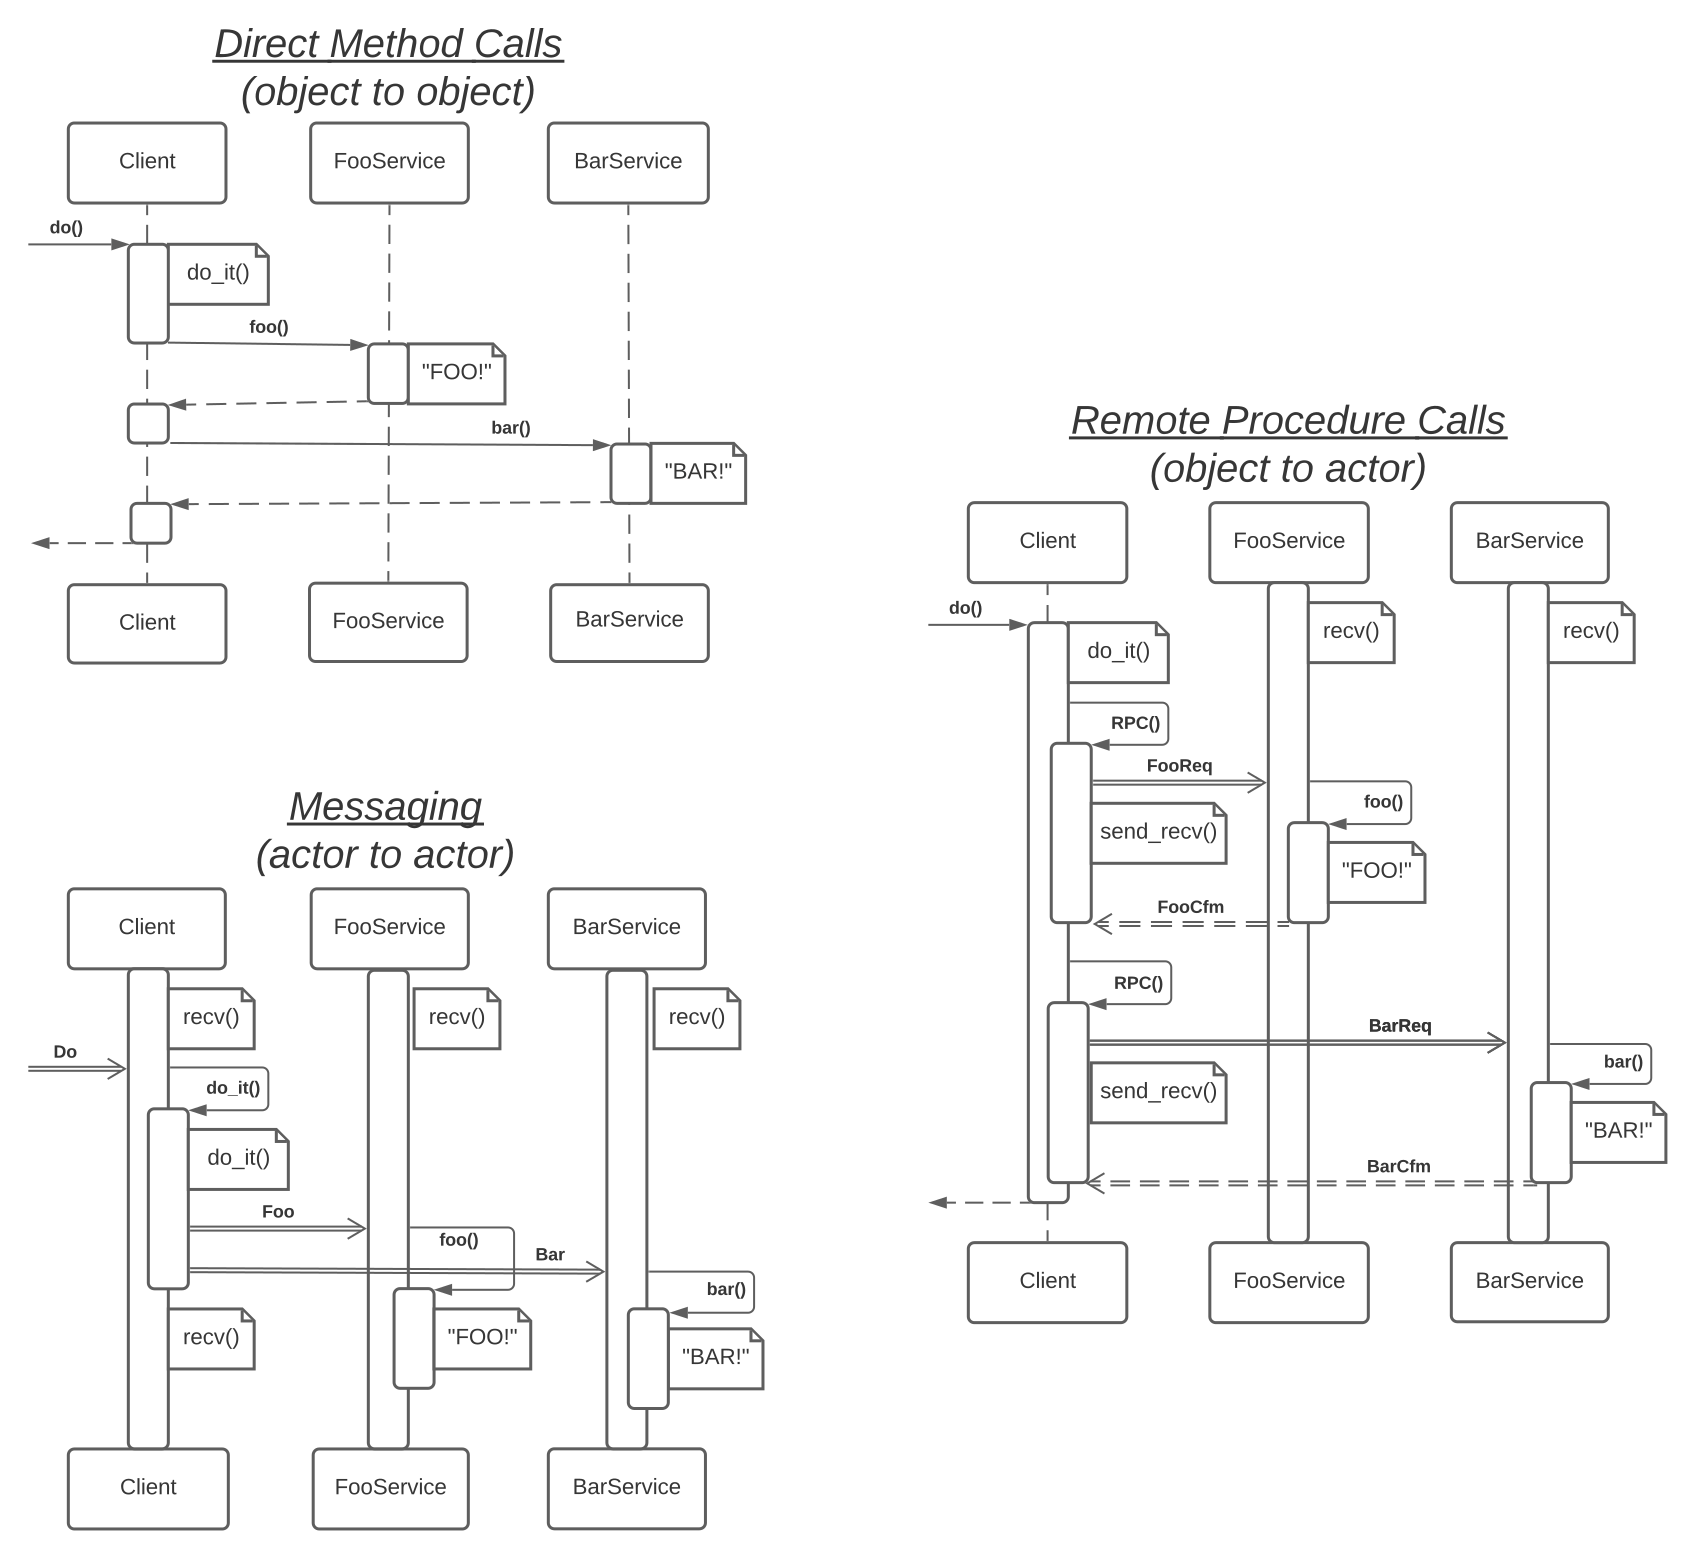 Direct Method Calls
(object to object)
Client
FooService
BarService
do()
do_it()
foo()
"FOO!"
bar()
"BAR!"
Client
FooService
BarService
Messaging
(actor to actor)
Client
FooService
BarService
recv()
recv()
recv()
Do
do_it()
do_it()
Foo
foo()
Bar
bar()
recv()
"FOO!"
"BAR!"
Client
FooService
BarService
Remote Procedure Calls
(object to actor)
Client
FooService
BarService
do()
recv()
recv()
do_it()
RPC()
FooReq
foo()
send_recv()
"FOO!"
FooCfm
RPC()
BarReq
bar()
send_recv()
"BAR!"
BarCfm
Client
FooService
BarService